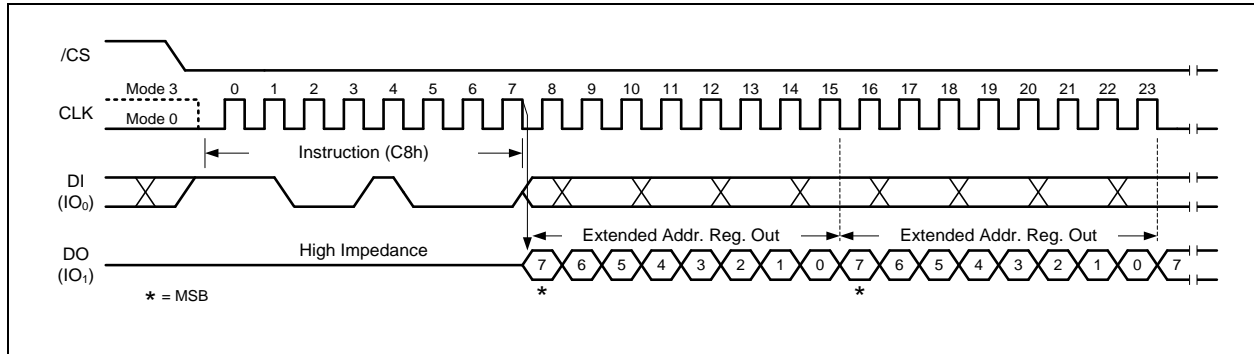 /CS
Mode 3
0 1 2 3 4 5 6 7 8 9 10 11 12 13 14 15 16 17 18 19 20 21 22 23
CLK
Mode 0
Instruction (C8h)
DI
(IO₀)
Extended Addr. Reg. Out Extended Addr. Reg. Out
High Impedance
DO
(IO₁)
7 6 5 4 3 2 1 0 7 6 5 4 3 2 1 0 7
* *
* = MSB